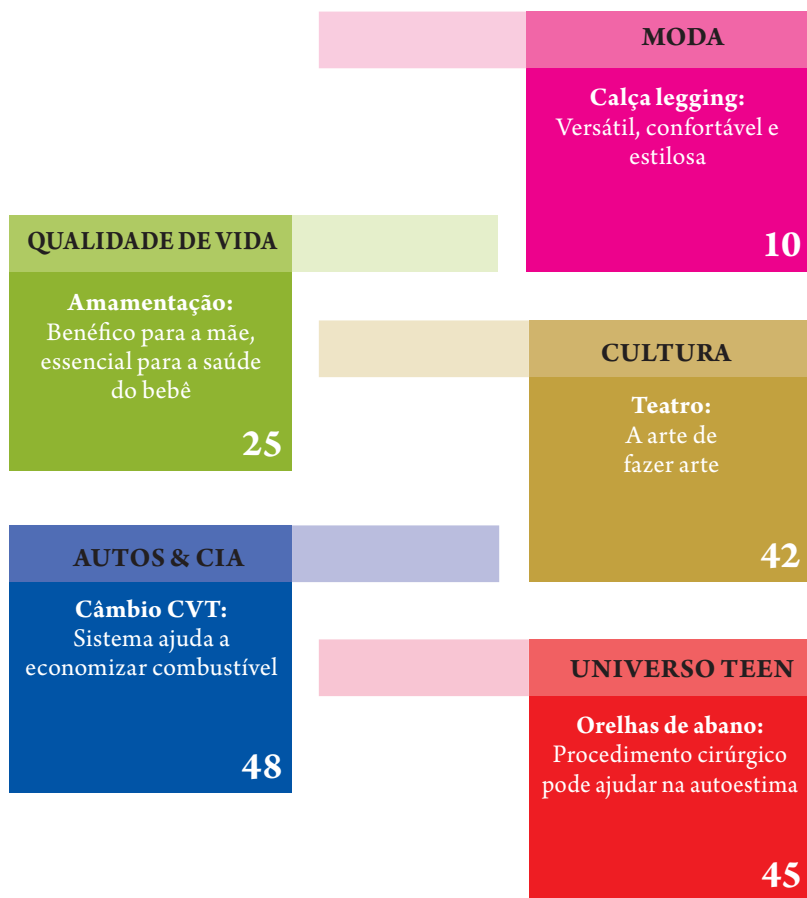 MODA
Calça legging:
Versátil, confortável e
estilosa
10
QUALIDADE DE VIDA
Amamentação:
Benéfico para a mãe,
essencial para a saúde
do bebê
25
CULTURA
Teatro:
A arte de
fazer arte
42
AUTOS & CIA
Câmbio CVT:
Sistema ajuda a
economizar combustível
48
UNIVERSO TEEN
Orelhas de abano:
Procedimento cirúrgico
pode ajudar na autoestima
45